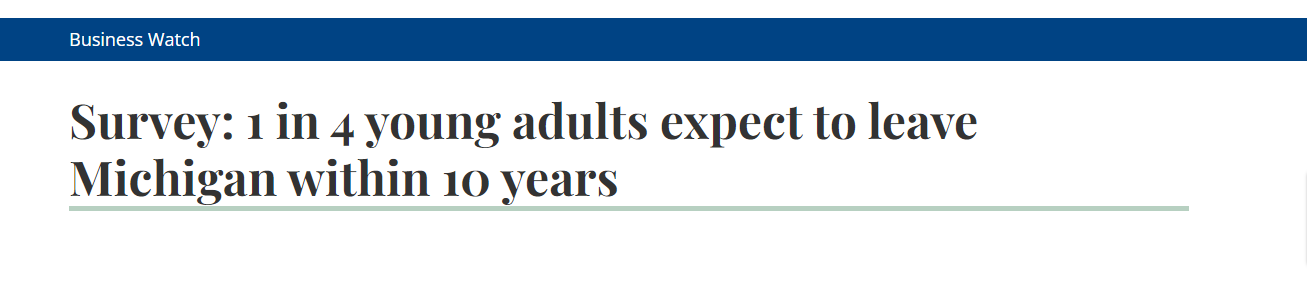 Business Watch
Survey: 1 in 4 young adults expect to leave
Michigan within 10 years